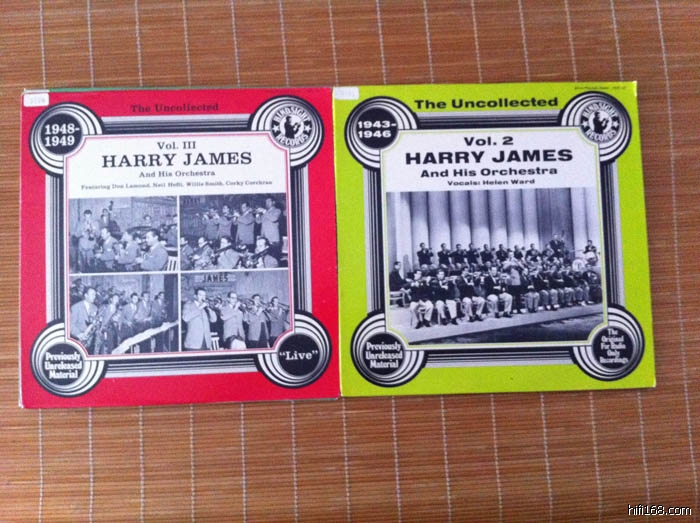 The Uncollected
1948-
1949
HINDSIGHT
RECORDS
Vol. III
HARRY JAMES
And His Orchestra
Featuring Don Lamond, Neil Hefti, Willie Smith, Corky Corchran
JAMES
Previously
Unreleased
Material
"Live"
The Uncollected
1943-
1946
HINDSIGHT
RECORDS
Vol. 2
HARRY JAMES
And His Orchestra
Vocals: Helen Ward
Previously
Unreleased
Material
The
Original
For Radio
Only
Recordings.
hifi168.com